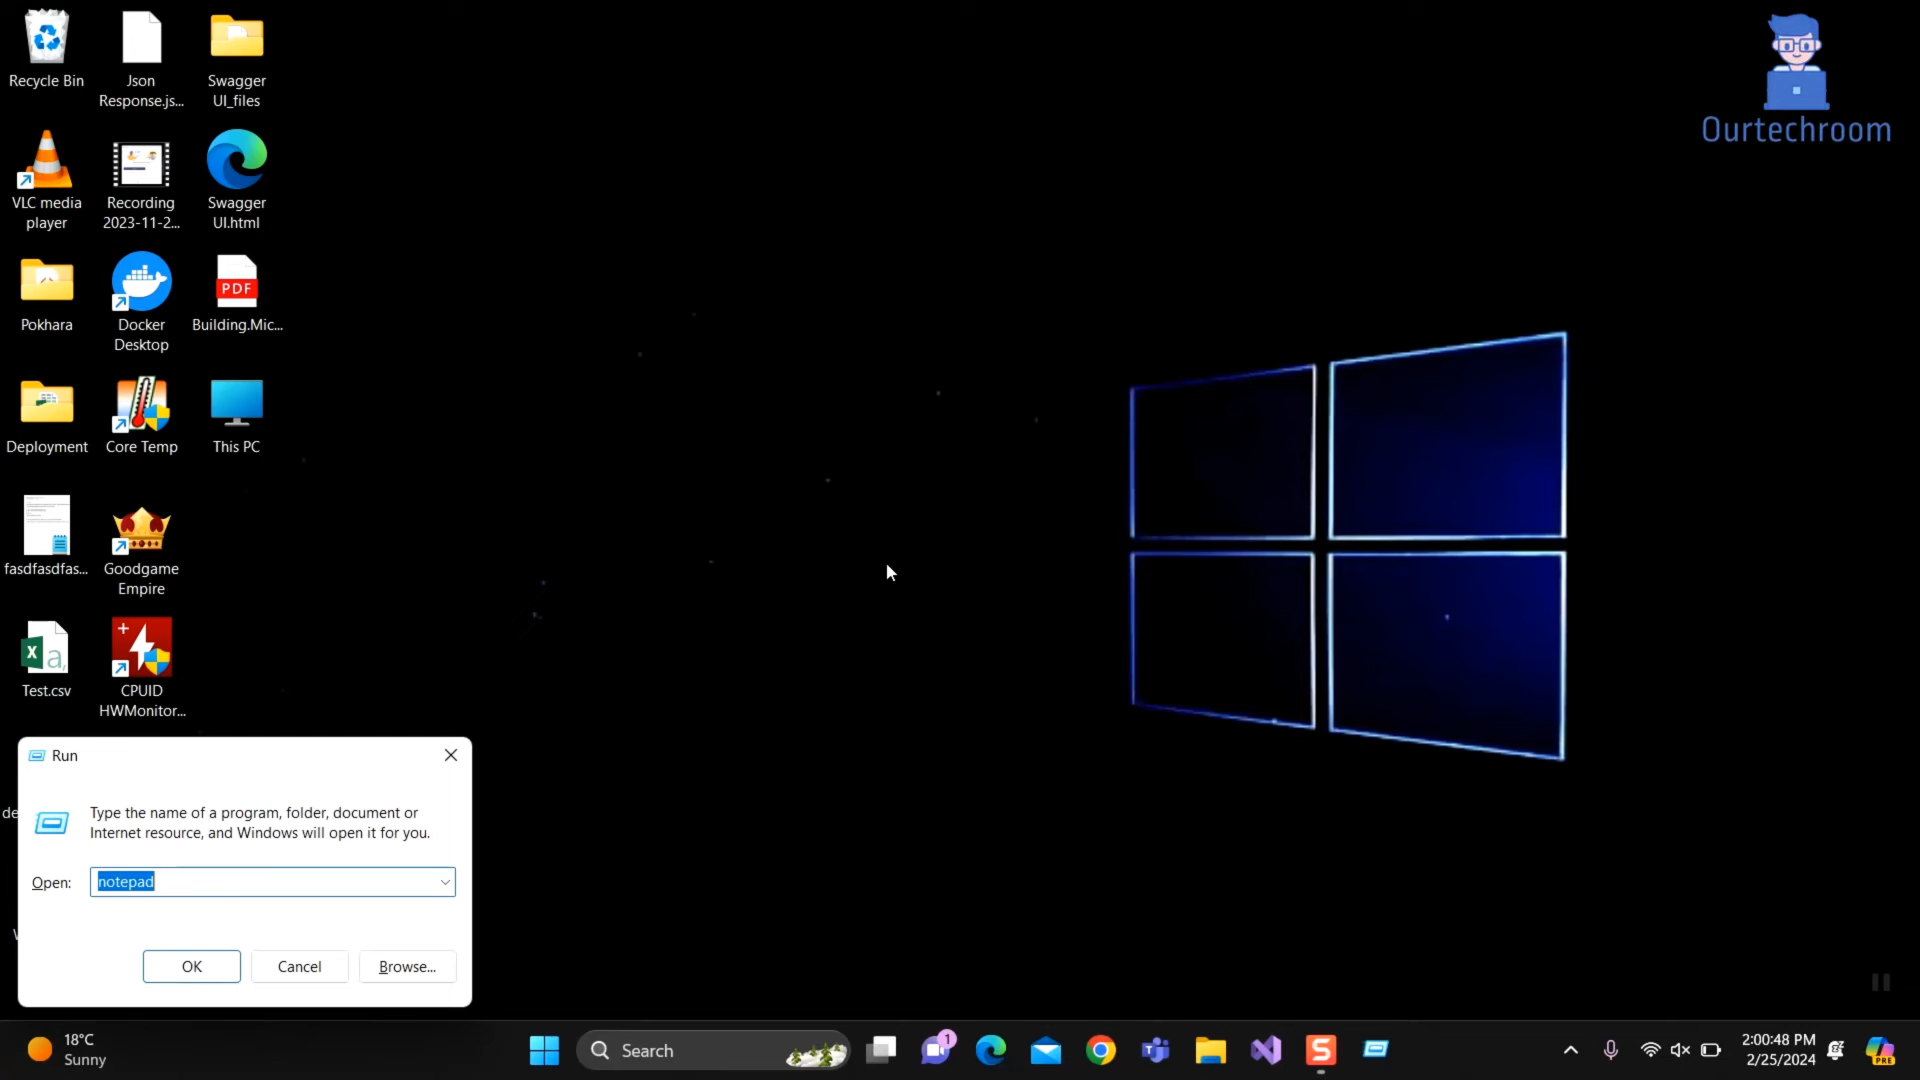 Recycle Bin
Json
Response.js...
Swagger
UI_files
Ourtechroom
VLC media
player
Recording
2023-11-2...
Swagger
UI.html
PDF
Pokhara
Docker
Desktop
Building.Mic...
Deployment
Core Temp
This PC
fasdfasdfas...
Goodgame
Empire
Test.csv
CPUID
HWMonitor...
Run
Type the name of a program, folder, document or
Internet resource, and Windows will open it for you.
de
Open:
notepad
OK
Cancel
Browse...
18°C
Sunny
Search
1
2:00:48 PM
2/25/2024
PRE